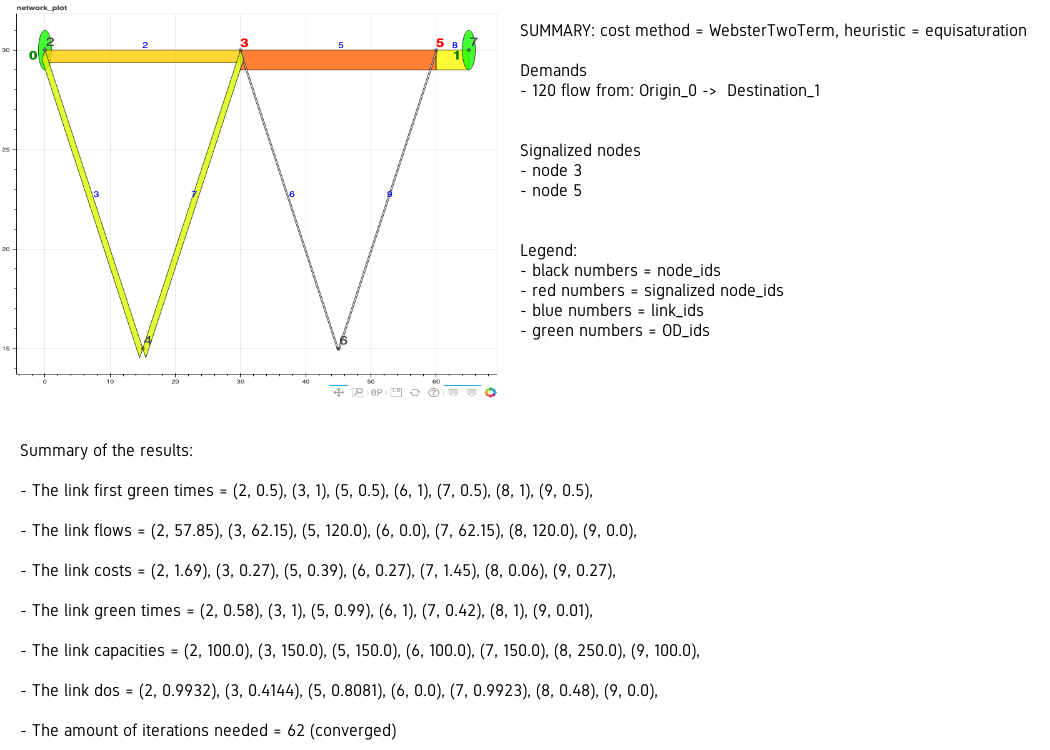 network_plot
SUMMARY: cost method = WebsterTwoTerm, heuristic = equisaturation
Demands
- 120 flow from: Origin_0 -> Destination_1
Signalized nodes
- node 3
- node 5
Legend:
- black numbers = node_ids
- red numbers = signalized node_ids
- blue numbers = link_ids
- green numbers = OD_ids
2 2 3 5 5 8 7
0 1
3 7 6 9
4 6
30
25
20
15
0 10 20 30 40 50 60
Summary of the results:
- The link first green times = (2, 0.5), (3, 1), (5, 0.5), (6, 1), (7, 0.5), (8, 1), (9, 0.5),
- The link flows = (2, 57.85), (3, 62.15), (5, 120.0), (6, 0.0), (7, 62.15), (8, 120.0), (9, 0.0),
- The link costs = (2, 1.69), (3, 0.27), (5, 0.39), (6, 0.27), (7, 1.45), (8, 0.06), (9, 0.27),
- The link green times = (2, 0.58), (3, 1), (5, 0.99), (6, 1), (7, 0.42), (8, 1), (9, 0.01),
- The link capacities = (2, 100.0), (3, 150.0), (5, 150.0), (6, 100.0), (7, 150.0), (8, 250.0), (9, 100.0),
- The link dos = (2, 0.9932), (3, 0.4144), (5, 0.8081), (6, 0.0), (7, 0.9923), (8, 0.48), (9, 0.0),
- The amount of iterations needed = 62 (converged)